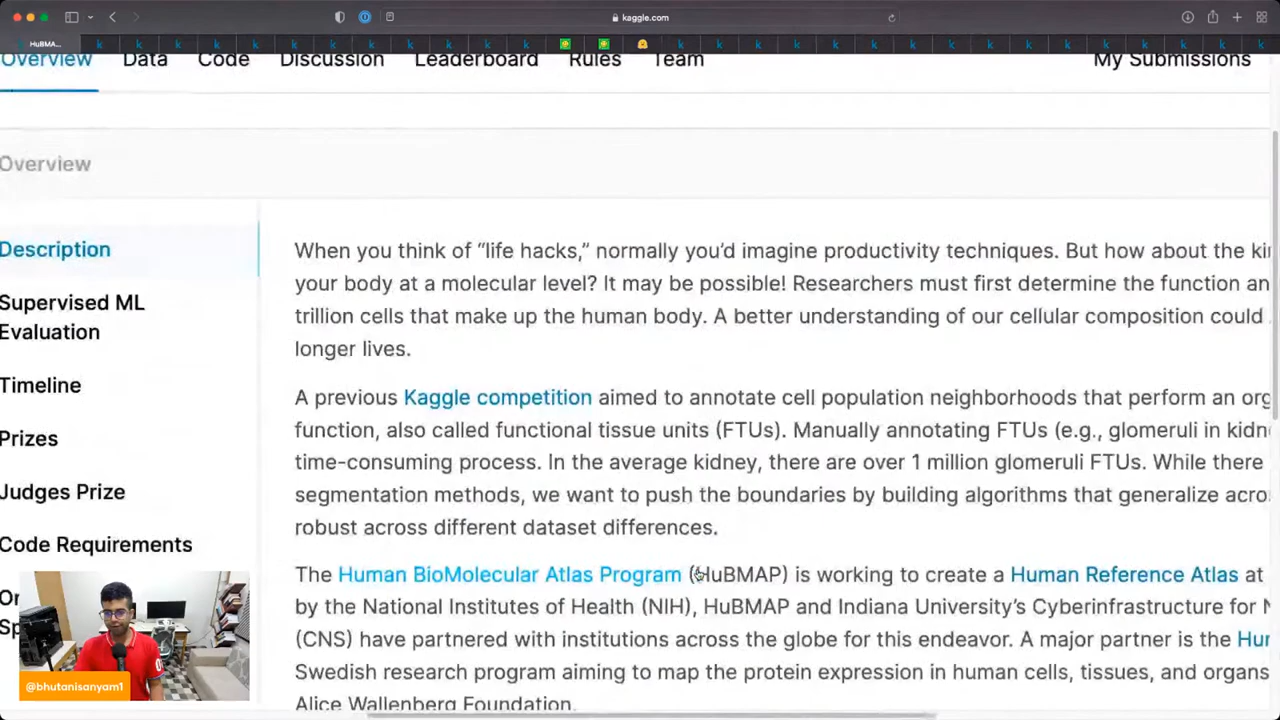 kaggle.com
HuBMA...
Overview Data Code Discussion Leaderboard Rules Team My Submissions
Overview
Description
Supervised ML
Evaluation
Timeline
Prizes
Judges Prize
Code Requirements
When you think of “life hacks,” normally you’d imagine productivity techniques. But how about the
your body at a molecular level? It may be possible! Researchers must first determine the function
trillion cells that make up the human body. A better understanding of our cellular composition could
longer lives.
A previous Kaggle competition aimed to annotate cell population neighborhoods that perform an
function, also called functional tissue units (FTUs). Manually annotating FTUs (e.g., glomeruli in
time-consuming process. In the average kidney, there are over 1 million glomeruli FTUs. While there
segmentation methods, we want to push the boundaries by building algorithms that generalize
robust across different dataset differences.
The Human BioMolecular Atlas Program (HuBMAP) is working to create a Human Reference Atlas at
by the National Institutes of Health (NIH), HuBMAP and Indiana University’s Cyberinfrastructure for
(CNS) have partnered with institutions across the globe for this endeavor. A major partner is the
Swedish research program aiming to map the protein expression in human cells, tissues, and organs
Alice Wallenberg Foundation.
@bhutanisanyam1